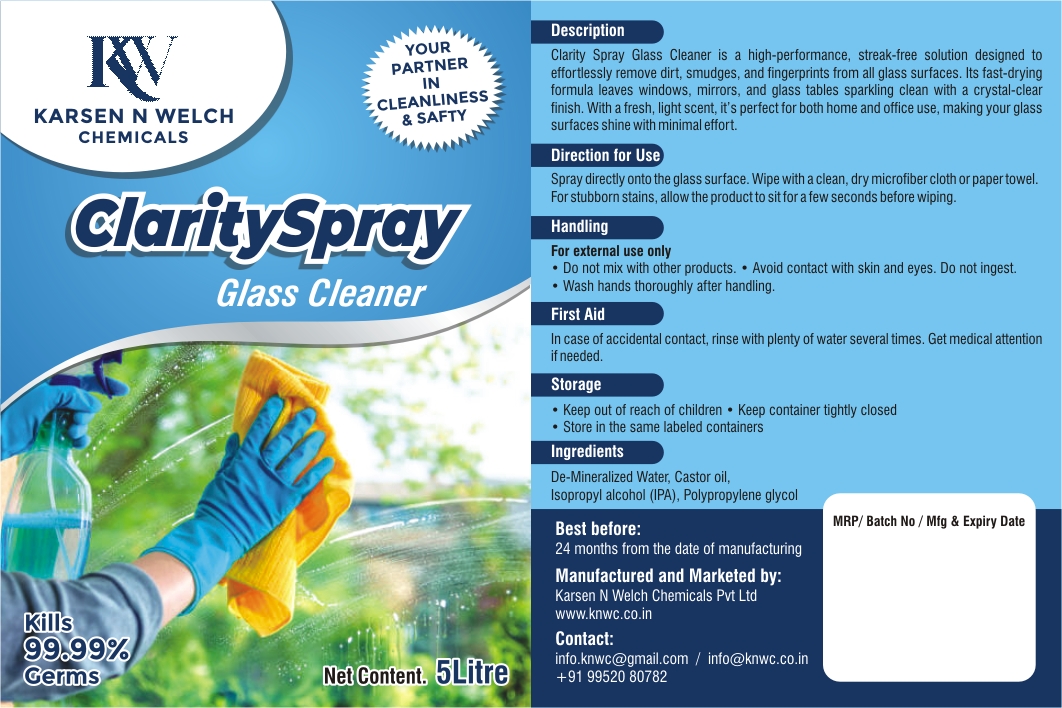 KW
KARSEN N WELCH
CHEMICALS
YOUR
PARTNER
IN
CLEANLINESS
& SAFTY
ClaritySpray
Glass Cleaner
Kills
99.99%
Germs
Net Content. 5Litre
Description
Clarity Spray Glass Cleaner is a high-performance, streak-free solution designed to
effortlessly remove dirt, smudges, and fingerprints from all glass surfaces. Its fast-drying
formula leaves windows, mirrors, and glass tables sparkling clean with a crystal-clear
finish. With a fresh, light scent, it's perfect for both home and office use, making your glass
surfaces shine with minimal effort.
Direction for Use
Spray directly onto the glass surface. Wipe with a clean, dry microfiber cloth or paper towel.
For stubborn stains, allow the product to sit for a few seconds before wiping.
Handling
For external use only
• Do not mix with other products. • Avoid contact with skin and eyes. Do not ingest.
• Wash hands thoroughly after handling.
First Aid
In case of accidental contact, rinse with plenty of water several times. Get medical attention
if needed.
Storage
• Keep out of reach of children • Keep container tightly closed
• Store in the same labeled containers
Ingredients
De-Mineralized Water, Castor oil,
Isopropyl alcohol (IPA), Polypropylene glycol
Best before:
24 months from the date of manufacturing
Manufactured and Marketed by:
Karsen N Welch Chemicals Pvt Ltd
www.knwc.co.in
Contact:
info.knwc@gmail.com / info@knwc.co.in
+91 99520 80782
MRP/ Batch No / Mfg & Expiry Date